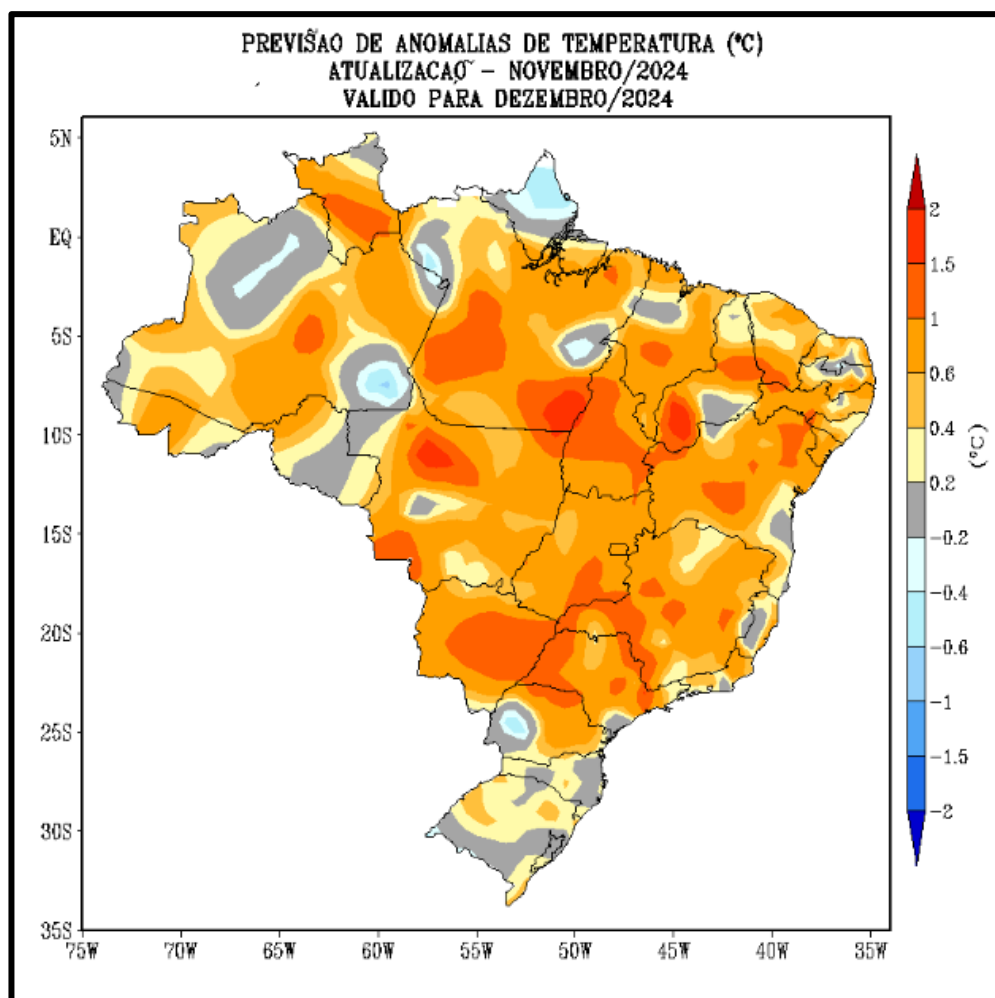 PREVISÃO DE ANOMALIAS DE TEMPERATURA (°C)
ATUALIZACAÕ - NOVEMBRO/2024
VALIDO PARA DEZEMBRO/2024
5N
EQ
5S
10S
15S
20S
25S
30S
35S
75W
70W
65W
60W
55W
50W
45W
40W
35W
2
1.5
1
0.6
0.4
0.2
-0.2
-0.4
-0.6
-1
-1.5
-2
(°C)